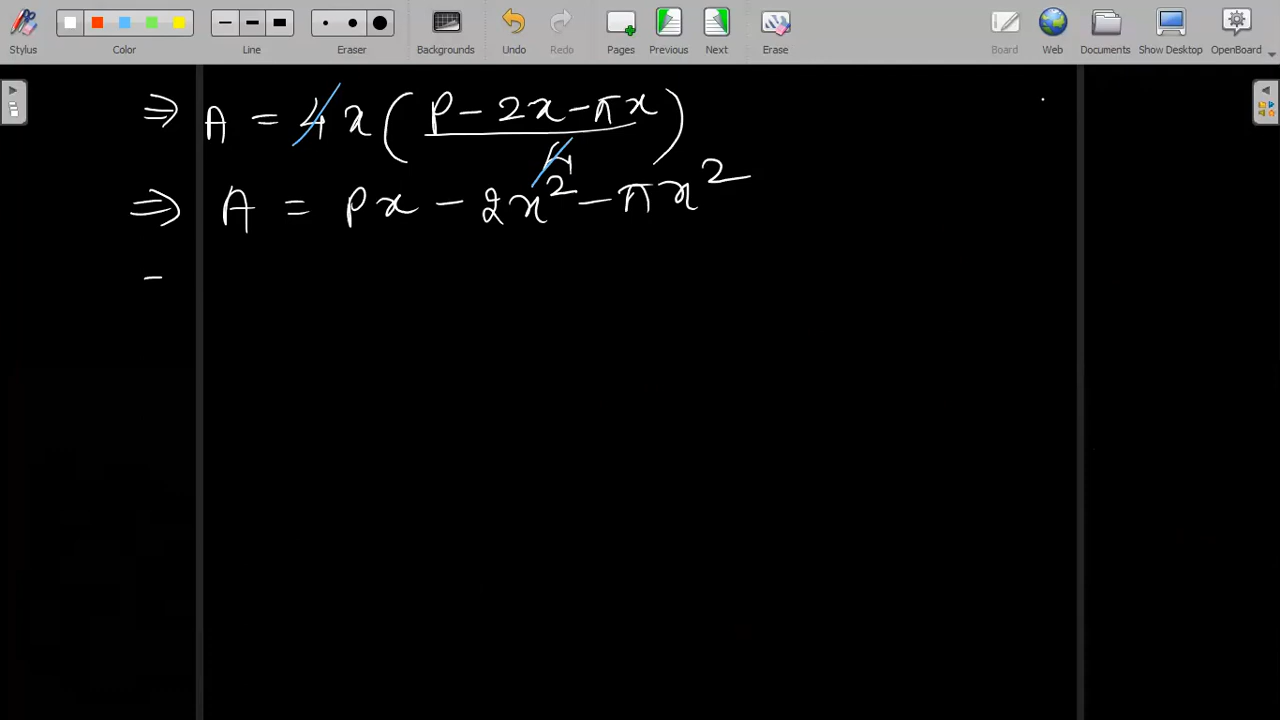 Stylus Color Line Eraser Backgrounds Undo Redo Pages Previous Next Erase Board Web Documents Show Desktop OpenBoard
⇒ A = 4x(P - 2x - πx / 4)
⇒ A = Px - 2x² - πx²